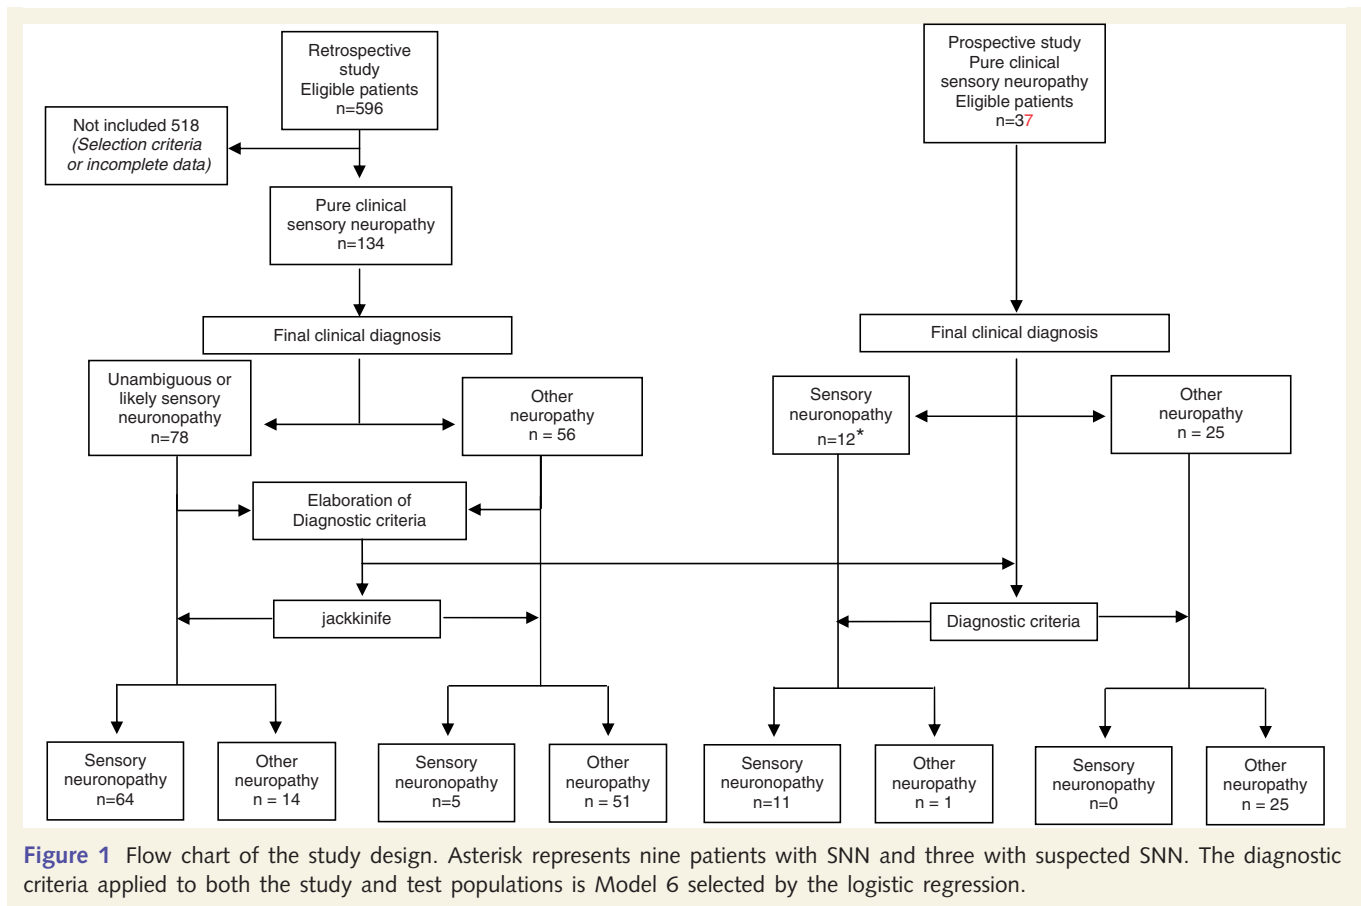 Retrospective
study
Eligible patients
n=596
Prospective study
Pure clinical
sensory neuropathy
Eligible patients
n=37
Not included 518
(Selection criteria
or incomplete data)
Pure clinical
sensory neuropathy
n=134
Final clinical diagnosis
Final clinical diagnosis
Unambiguous or
likely sensory
neuronopathy
n=78
Other
neuropathy
n = 56
Sensory
neuronopathy
n=12*
Other
neuropathy
n = 25
Elaboration of
Diagnostic criteria
jackkinife
Diagnostic criteria
Sensory
neuronopathy
n=64
Other
neuropathy
n = 14
Sensory
neuronopathy
n=5
Other
neuropathy
n = 51
Sensory
neuronopathy
n=11
Other
neuropathy
n = 1
Sensory
neuronopathy
n=0
Other
neuropathy
n = 25
Figure 1 Flow chart of the study design. Asterisk represents nine patients with SNN and three with suspected SNN. The diagnostic
criteria applied to both the study and test populations is Model 6 selected by the logistic regression.